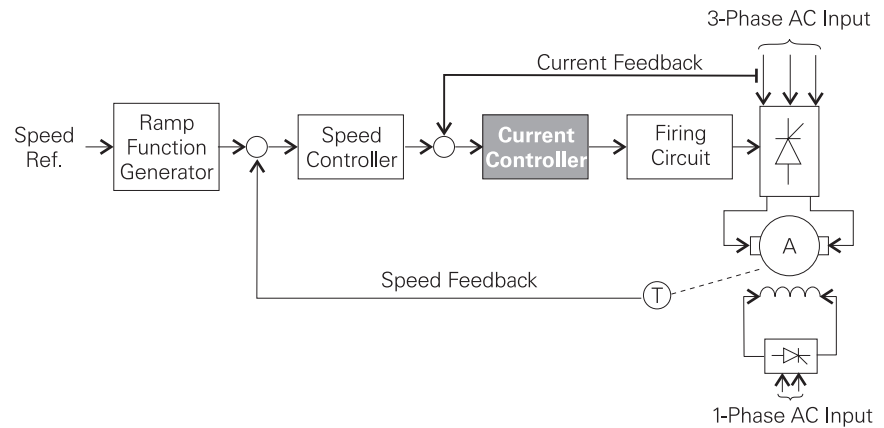 3-Phase AC Input
Current Feedback
Speed
Ref.
Ramp
Function
Generator
Speed
Controller
Current
Controller
Firing
Circuit
A
Speed Feedback
T
1-Phase AC Input